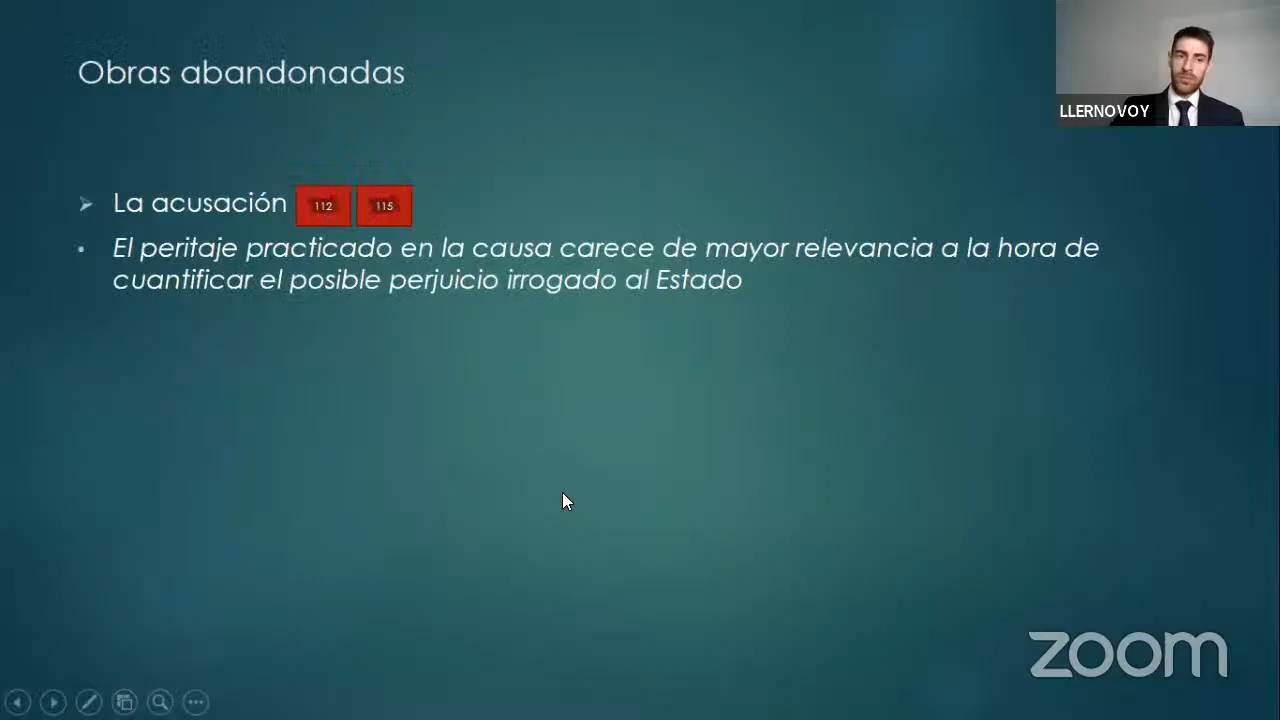 Obras abandonadas
LLERNOVOY
La acusación 112 115
El peritaje practicado en la causa carece de mayor relevancia a la hora de
cuantificar el posible perjuicio irrogado al Estado
zoom